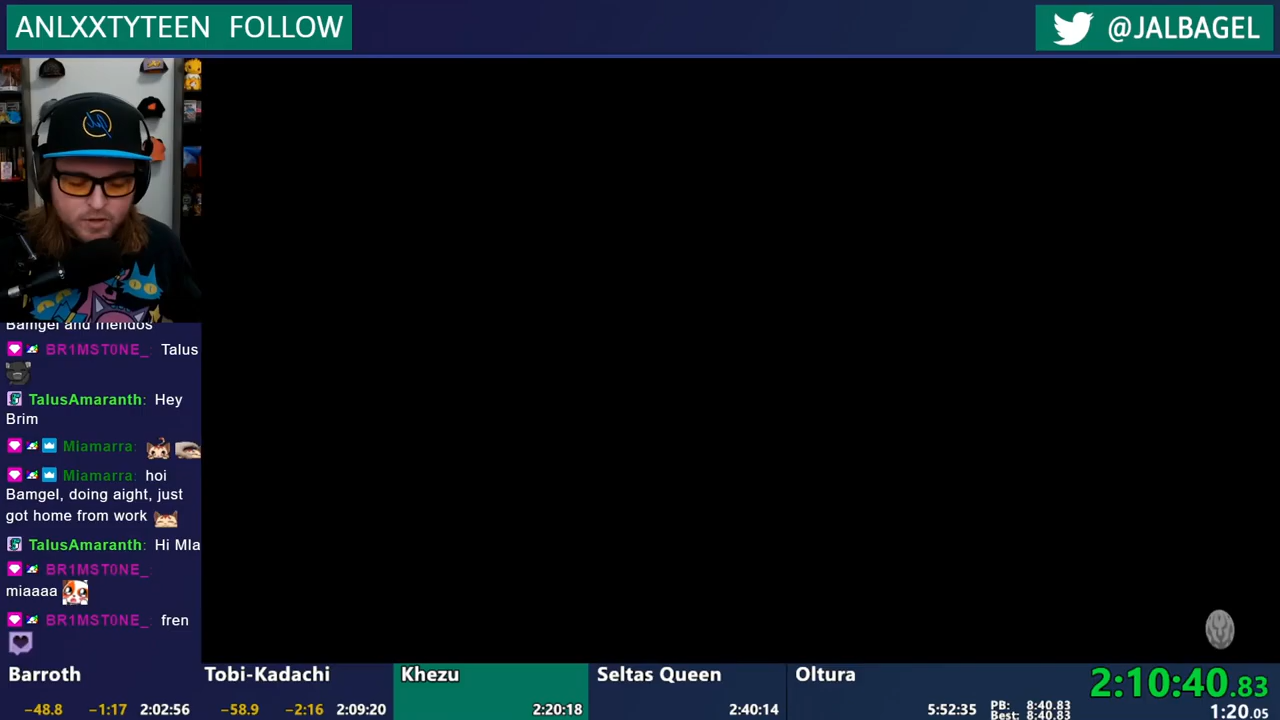 ANLXXTYTEEN FOLLOW
@JALBAGEL
Bamgel and friendos
BR1MST0NE_: Talus
TalusAmaranth: Hey
Brim
Mlamarra:
Mlamarra: hoi
Bamgel, doing aight, just
got home from work
TalusAmaranth: Hi Mla
BR1MST0NE_:
miaaaa
BR1MST0NE_: fren
Barroth
−48.8 −1:17 2:02:56
Tobi-Kadachi
−58.9 −2:16 2:09:20
Khezu
2:20:18
Seltas Queen
2:40:14
Oltura
5:52:35
2:10:40.83
PB: 8:40.83
Best: 8:40.83
1:20.05